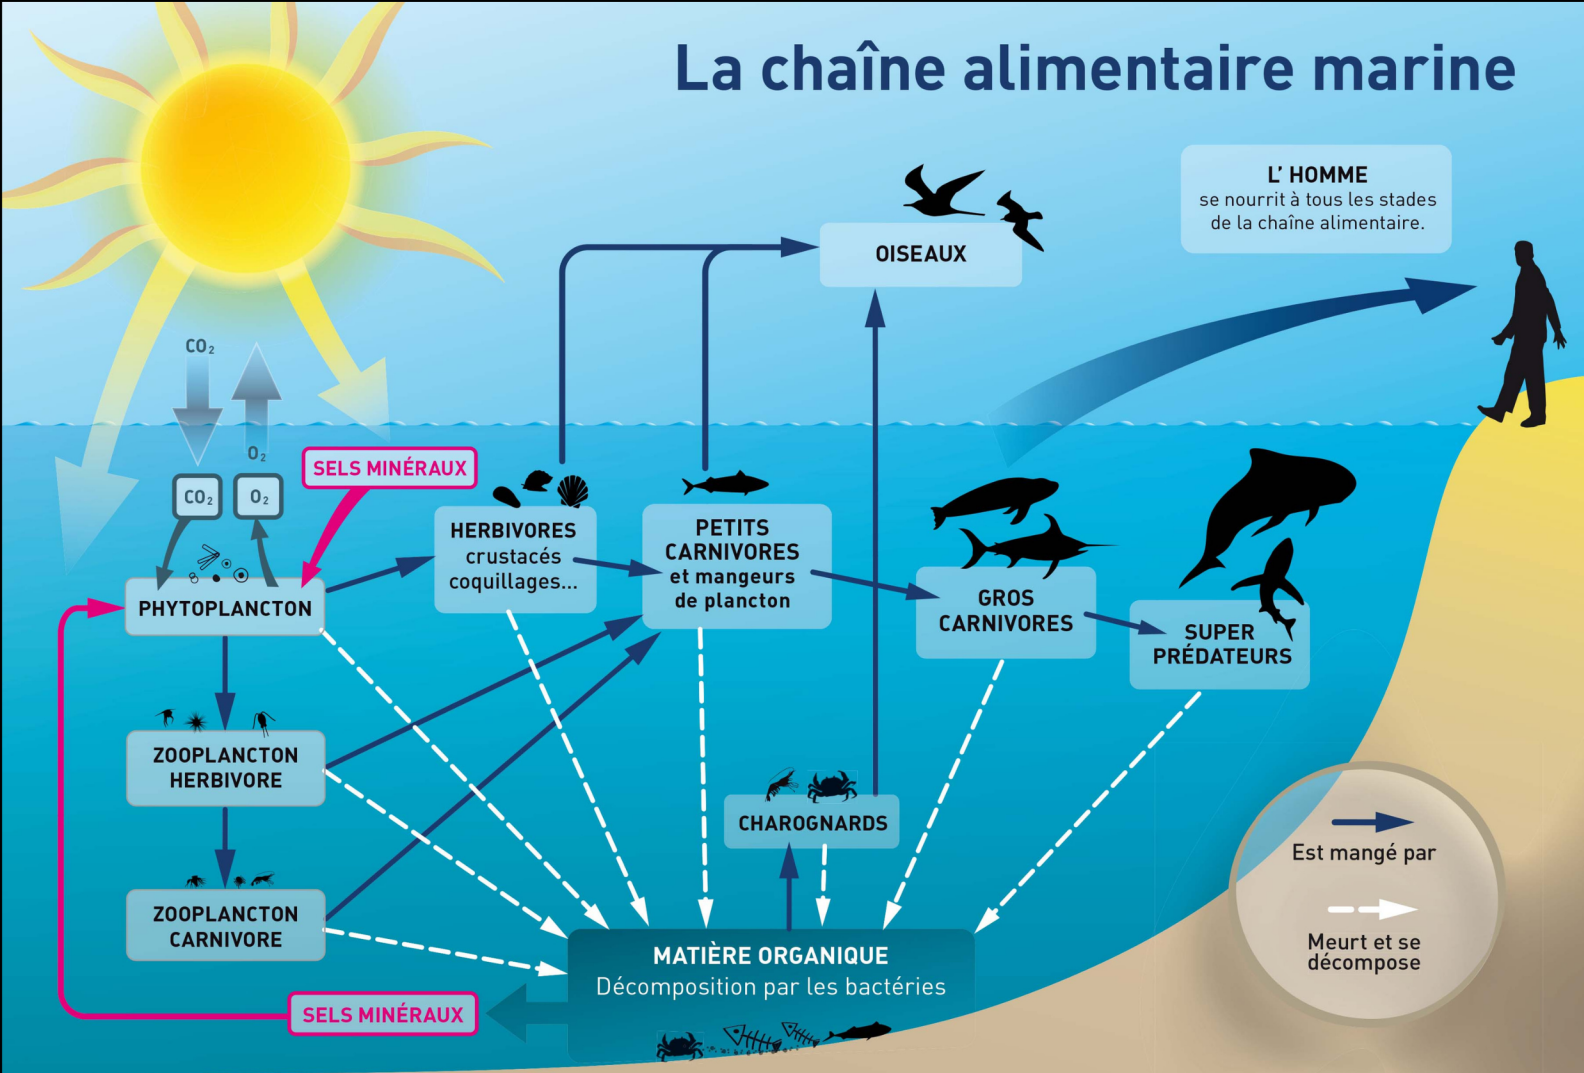 La chaîne alimentaire marine
L' HOMME
se nourrit à tous les stades
de la chaîne alimentaire.
OISEAUX
CO₂
O₂
CO₂
O₂
SELS MINÉRAUX
HERBIVORES
crustacés
coquillages...
PETITS
CARNIVORES
et mangeurs
de plancton
GROS
CARNIVORES
SUPER
PRÉDATEURS
PHYTOPLANCTON
ZOOPLANCTON
HERBIVORE
CHAROGNARDS
ZOOPLANCTON
CARNIVORE
MATIÈRE ORGANIQUE
Décomposition par les bactéries
SELS MINÉRAUX
Est mangé par
Meurt et se
décompose